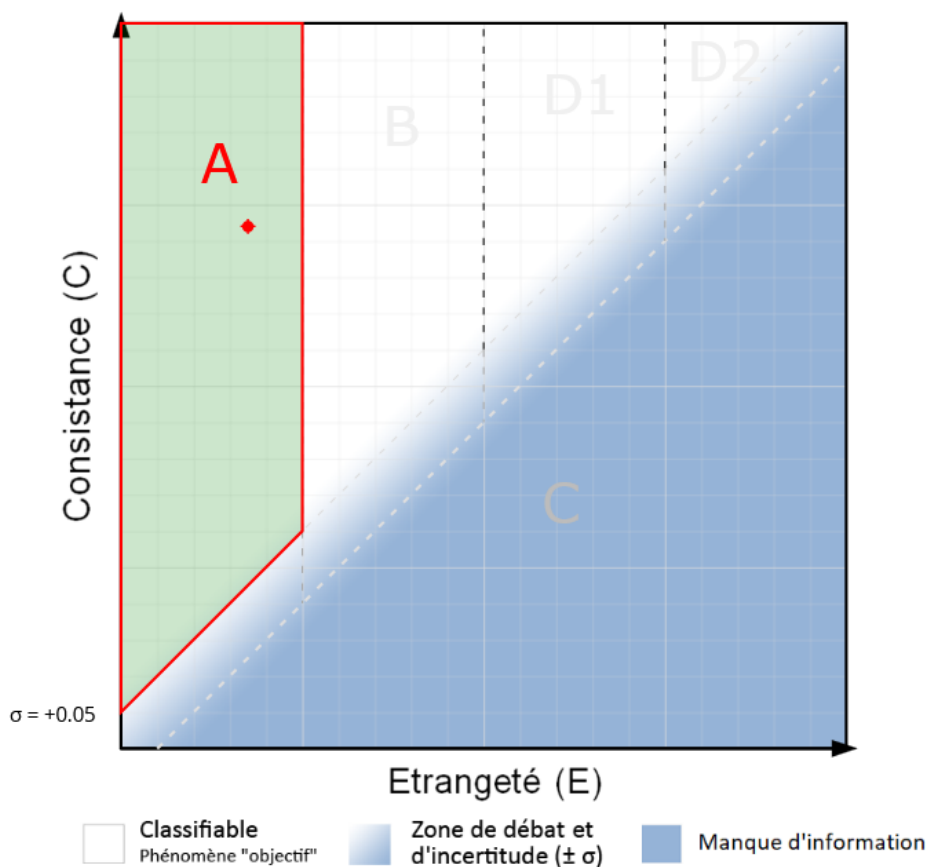 D2
D1
B
A
Consistance (C)
C
σ = +0.05
Etrangeté (E)
Classifiable
Phénomène "objectif"
Zone de débat et
d'incertitude (± σ)
Manque d'information